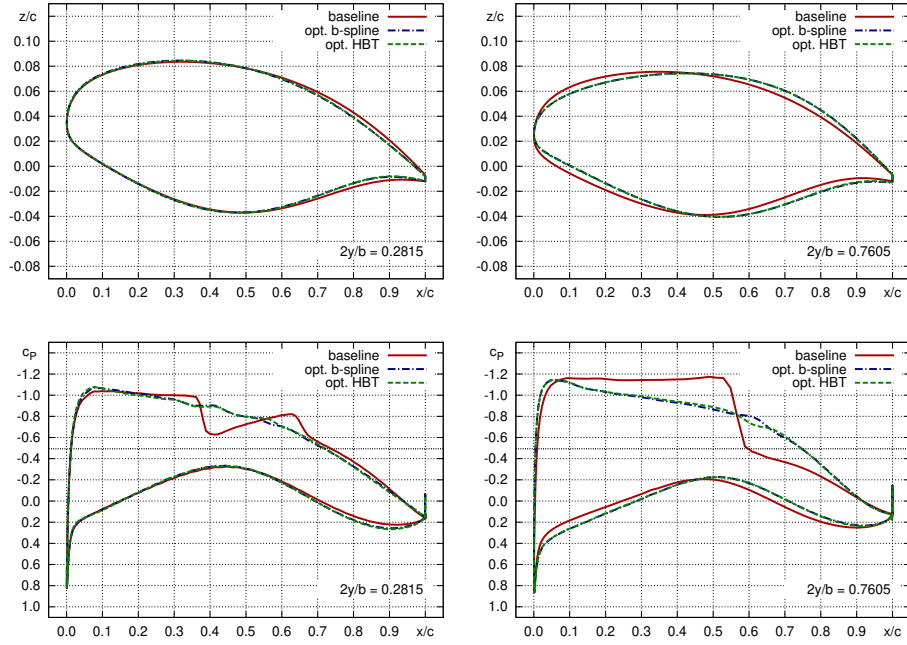 z/c
0.10
0.08
0.06
0.04
0.02
0.00
-0.02
-0.04
-0.06
-0.08
baseline
opt. b-spline
opt. HBT
2y/b = 0.2815
0.0 0.1 0.2 0.3 0.4 0.5 0.6 0.7 0.8 0.9 x/c
z/c
0.10
0.08
0.06
0.04
0.02
0.00
-0.02
-0.04
-0.06
-0.08
baseline
opt. b-spline
opt. HBT
2y/b = 0.7605
0.0 0.1 0.2 0.3 0.4 0.5 0.6 0.7 0.8 0.9 x/c
cP
-1.2
-1.0
-0.8
-0.6
-0.4
-0.2
0.0
0.2
0.4
0.6
0.8
1.0
baseline
opt. b-spline
opt. HBT
2y/b = 0.2815
0.0 0.1 0.2 0.3 0.4 0.5 0.6 0.7 0.8 0.9 x/c
cP
-1.2
-1.0
-0.8
-0.6
-0.4
-0.2
0.0
0.2
0.4
0.6
0.8
1.0
baseline
opt. b-spline
opt. HBT
2y/b = 0.7605
0.0 0.1 0.2 0.3 0.4 0.5 0.6 0.7 0.8 0.9 x/c